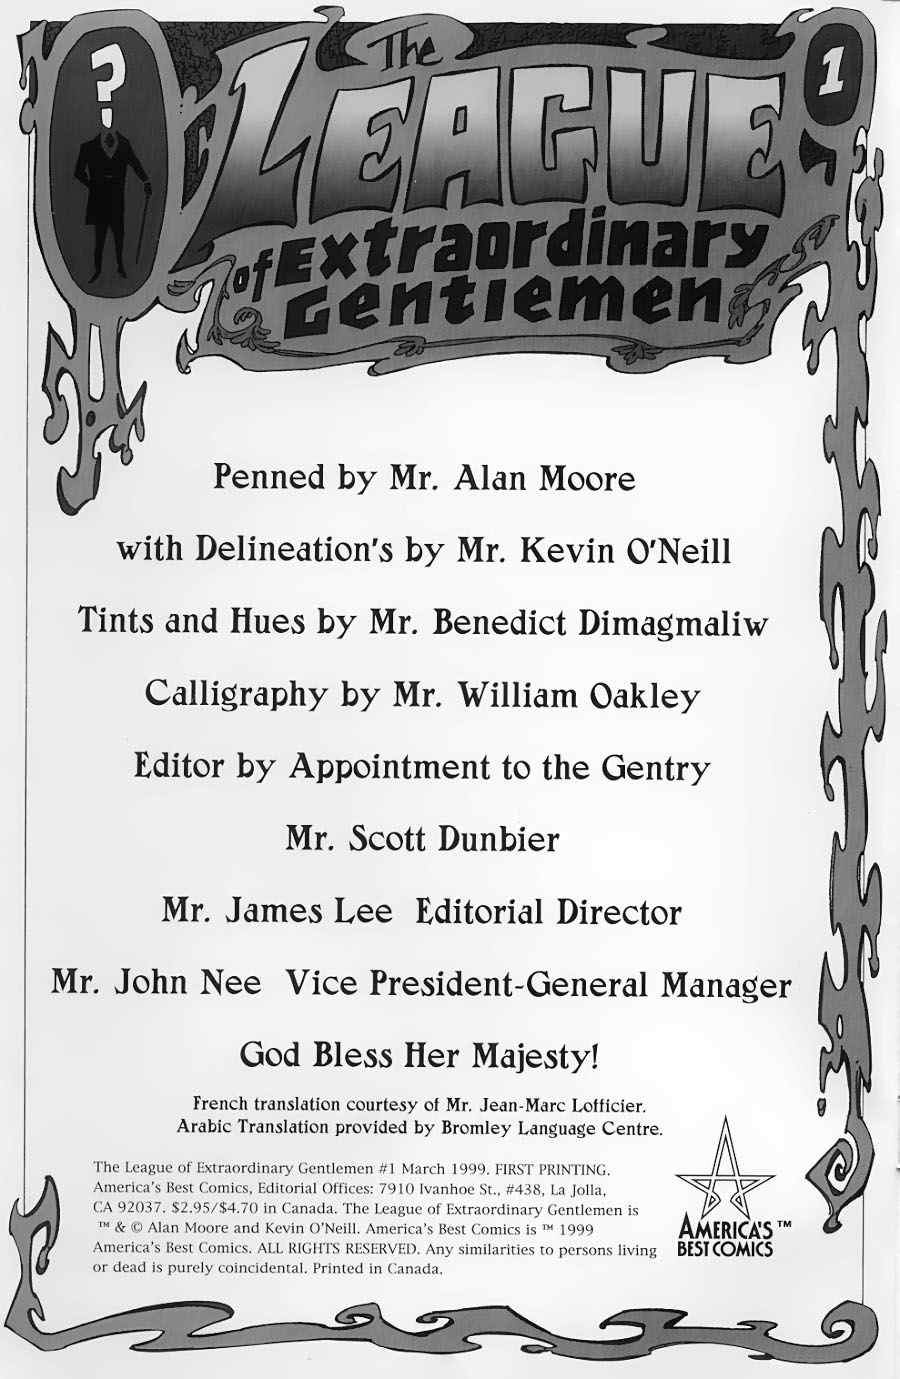 ?
The
LEAGUE
1
of Extraordinary
Gentlemen
Penned by Mr. Alan Moore
with Delineation's by Mr. Kevin O'Neill
Tints and Hues by Mr. Benedict Dimagmaliw
Calligraphy by Mr. William Oakley
Editor by Appointment to the Gentry
Mr. Scott Dunbier
Mr. James Lee Editorial Director
Mr. John Nee Vice President-General Manager
God Bless Her Majesty!
French translation courtesy of Mr. Jean-Marc Lofficier.
Arabic Translation provided by Bromley Language Centre.
The League of Extraordinary Gentlemen #1 March 1999. FIRST PRINTING.
America's Best Comics, Editorial Offices: 7910 Ivanhoe St., #438, La Jolla,
CA 92037. $2.95/$4.70 in Canada. The League of Extraordinary Gentlemen is
™ & © Alan Moore and Kevin O'Neill. America's Best Comics is ™ 1999
America's Best Comics. ALL RIGHTS RESERVED. Any similarities to persons living
or dead is purely coincidental. Printed in Canada.
AMERICA'S ™
BEST COMICS